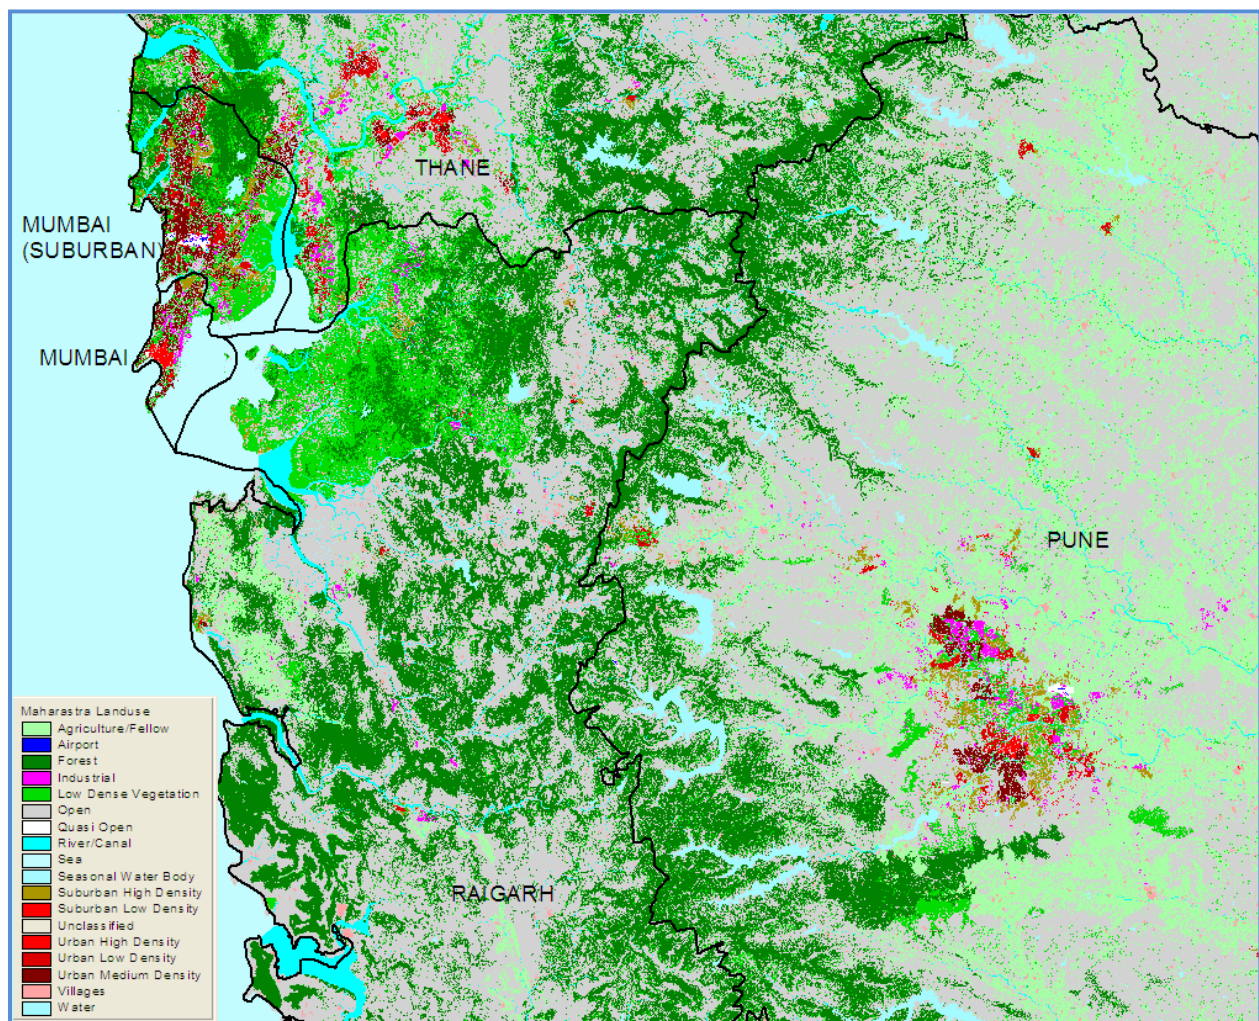 THANE
MUMBAI
(SUBURBAN)
MUMBAI
PUNE
RAIGARH
Maharastra Landuse
Agriculture/Fellow
Airport
Forest
Industrial
Low Dense Vegetation
Open
Quasi Open
River/Canal
Sea
Seasonal Water Body
Suburban High Density
Suburban Low Density
Unclassified
Urban High Density
Urban Low Density
Urban Medium Density
Villages
Water